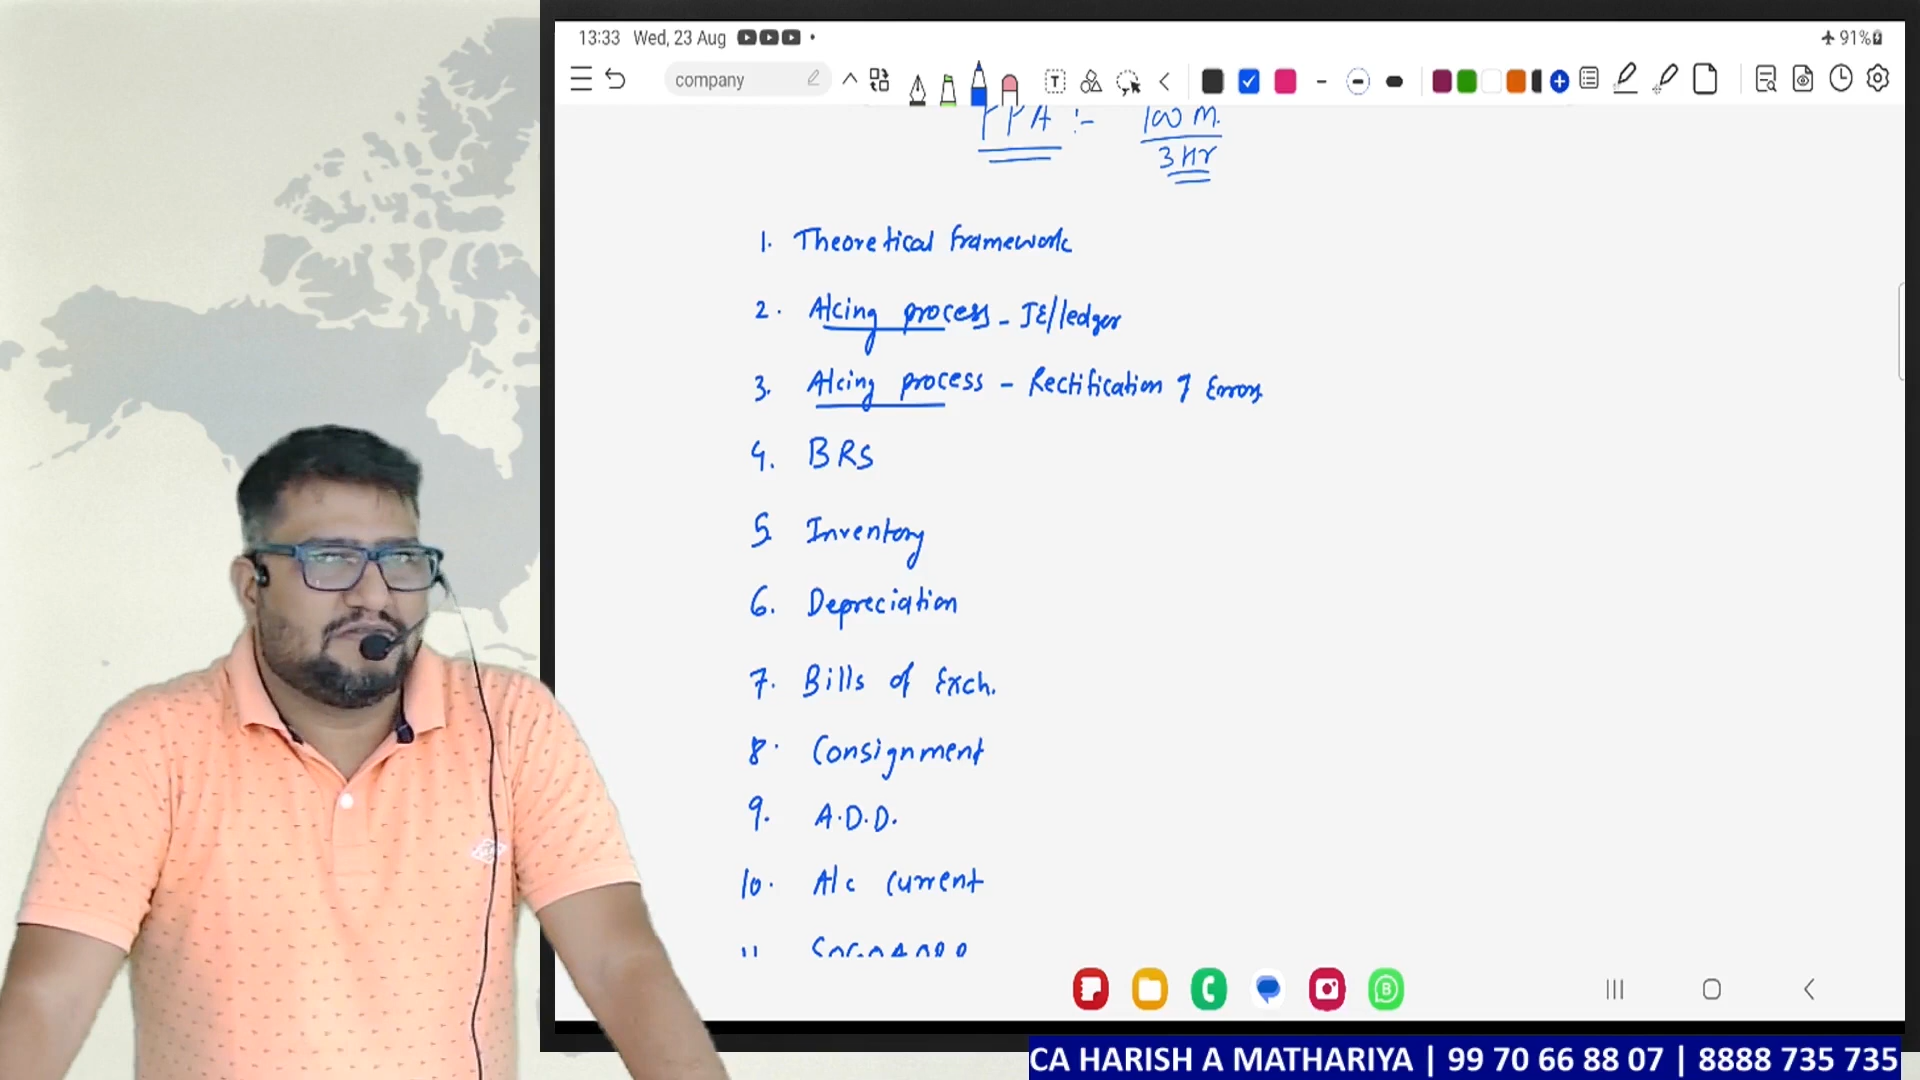 13:33 Wed, 23 Aug
91%
company
PPA :- 100 M.
3 Hr
1. Theoretical framework
2. A/cing process - JE/ledger
3. A/cing process - Rectification of Errors
4. BRS
5 Inventory
6. Depreciation
7. Bills of Exch.
8. Consignment
9. A.D.D.
10. A/c current
11
CA HARISH A MATHARIYA | 99 70 66 88 07 | 8888 735 735